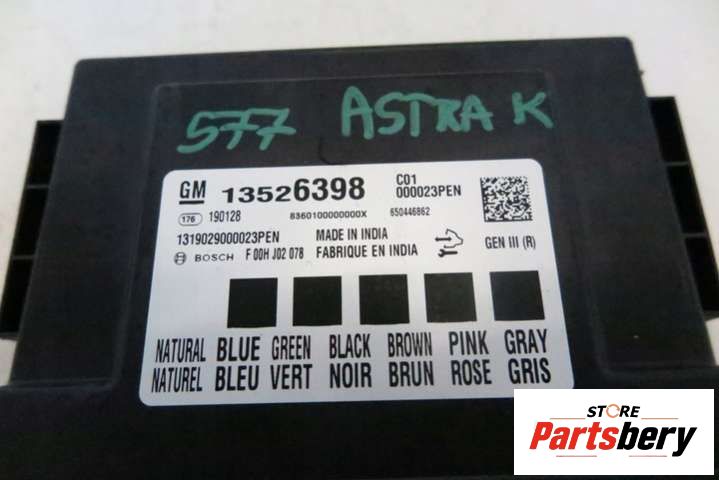 577 ASTRA K
GM 13526398 C01
000023PEN
176 190128 8360100000000X 650446862
1319029000023PEN MADE IN INDIA
BOSCH F 00H J02 078 FABRIQUE EN INDIA GEN III (R)
NATURAL BLUE GREEN BLACK BROWN PINK GRAY
NATUREL BLEU VERT NOIR BRUN ROSE GRIS
STORE
Partsbery